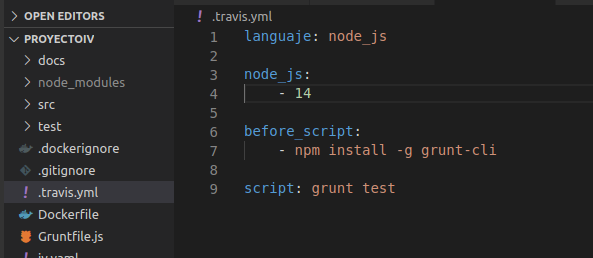 OPEN EDITORS
PROYECTOIV
docs
node_modules
src
test
.dockerignore
.gitignore
! .travis.yml
Dockerfile
Gruntfile.js
! .travis.yml
1 languaje: node_js
2
3 node_js:
4 - 14
5
6 before_script:
7 - npm install -g grunt-cli
8
9 script: grunt test